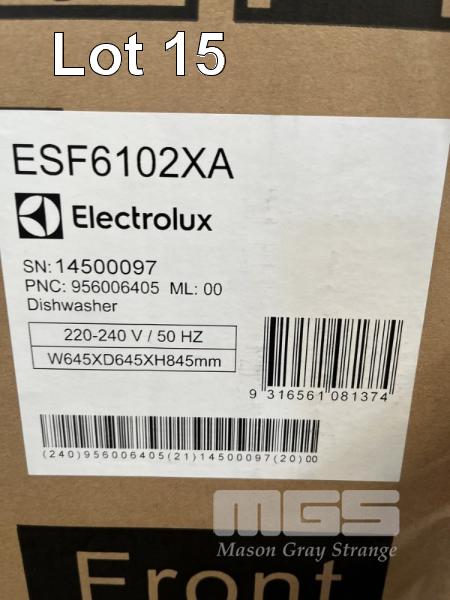 Lot 15
ESF6102XA
Electrolux
SN: 14500097
PNC: 956006405 ML: 00
Dishwasher
220-240 V / 50 HZ
W645XD645XH845mm
9 316561 081374
(240)956006405(21)14500097(20)00
MGS
Mason Gray Strange
Front